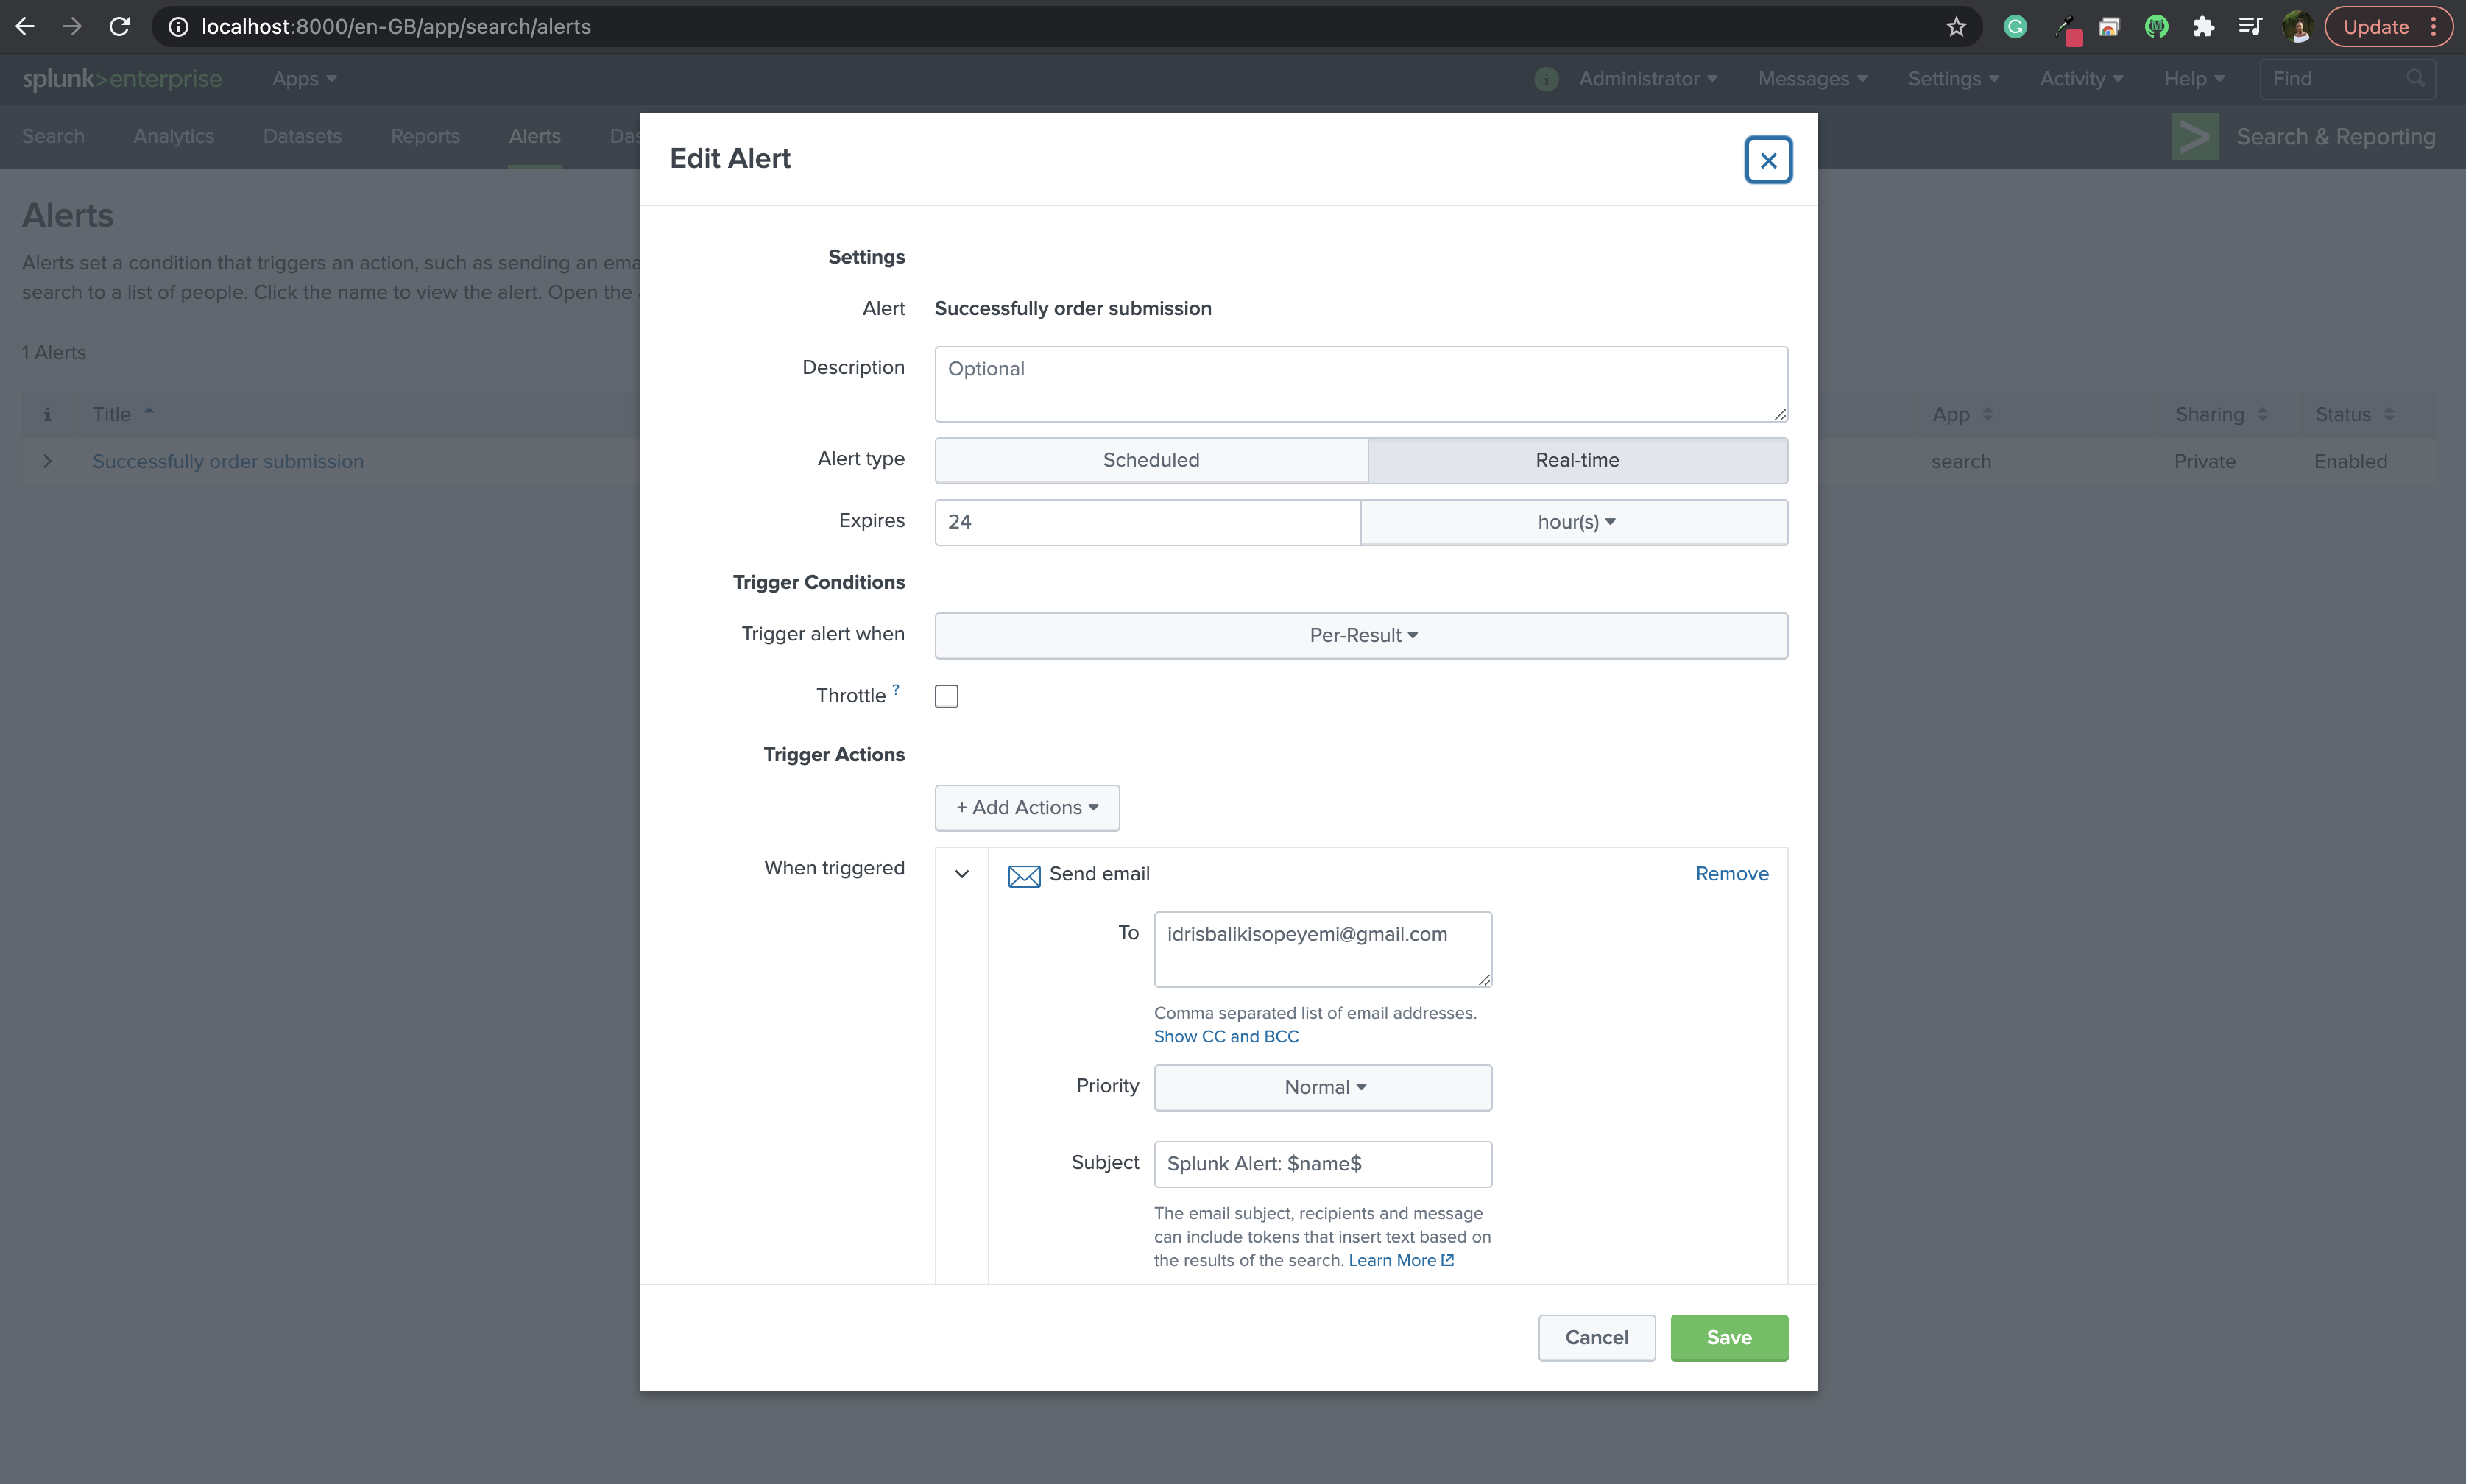 localhost:8000/en-GB/app/search/alerts
Update
splunk>enterprise Apps
i Administrator Messages Settings Activity Help Find
Search Analytics Datasets Reports Alerts Das
> Search & Reporting
Alerts
Alerts set a condition that triggers an action, such as sending an ema
search to a list of people. Click the name to view the alert. Open the
1 Alerts
i Title App Sharing Status
Successfully order submission search Private Enabled
Edit Alert
Settings
Alert Successfully order submission
Description Optional
Alert type Scheduled Real-time
Expires 24 hour(s)
Trigger Conditions
Trigger alert when Per-Result
Throttle ?
Trigger Actions
+ Add Actions
When triggered Send email Remove
To idrisbalikisopeyemi@gmail.com
Comma separated list of email addresses.
Show CC and BCC
Priority Normal
Subject Splunk Alert: $name$
The email subject, recipients and message
can include tokens that insert text based on
the results of the search. Learn More
Cancel Save